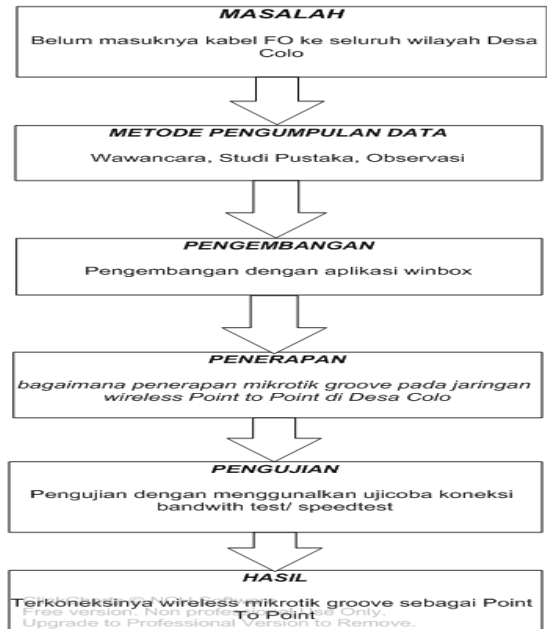 MASALAH
Belum masuknya kabel FO ke seluruh wilayah Desa
Colo
METODE PENGUMPULAN DATA
Wawancara, Studi Pustaka, Observasi
PENGEMBANGAN
Pengembangan dengan aplikasi winbox
PENERAPAN
bagaimana penerapan mikrotik groove pada jaringan
wireless Point to Point di Desa Colo
PENGUJIAN
Pengujian dengan menggunalkan ujicoba koneksi
bandwith test/ speedtest
HASIL
Terkoneksinya wireless mikrotik groove sebagai Point
To Point
ClickCharts © NCH Software
Free version. Non professional Use Only.
Upgrade to Professional Version to Remove.